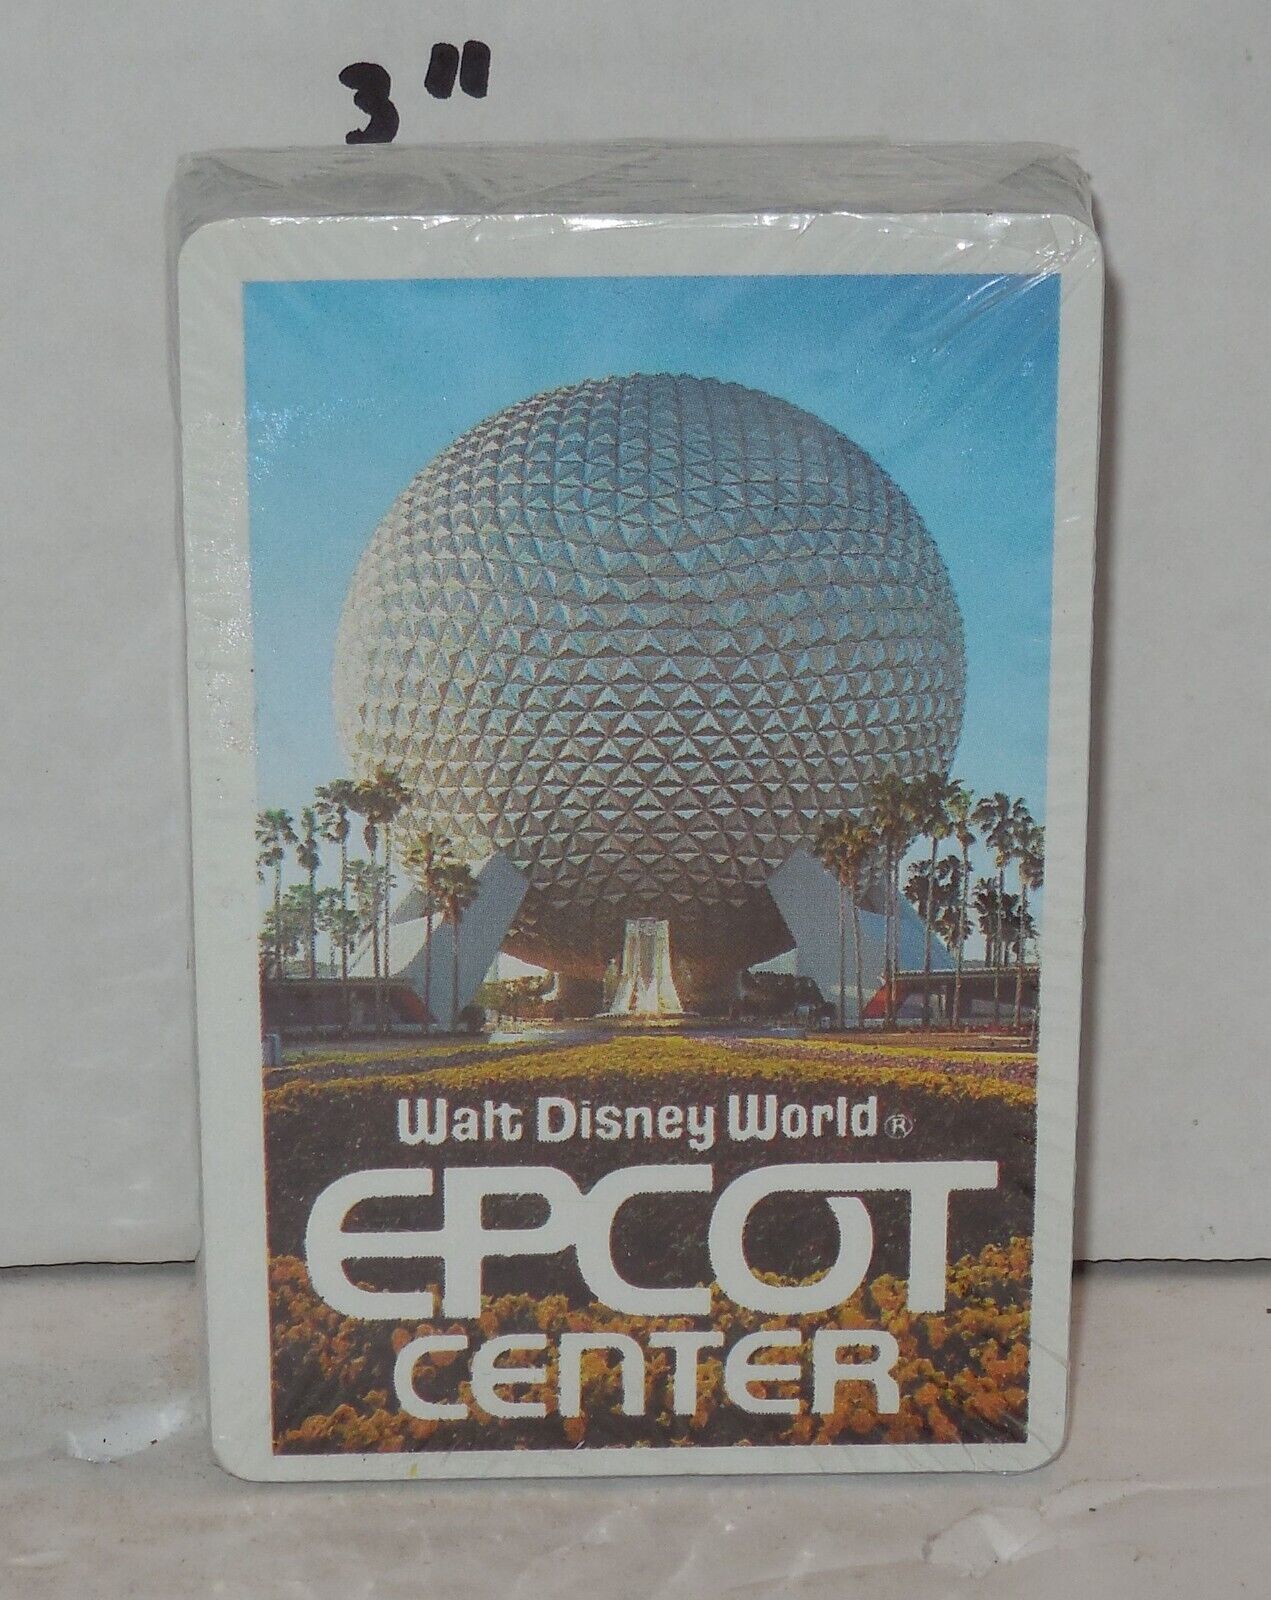 3"
Walt Disney World ®
EPCOT
CENTER